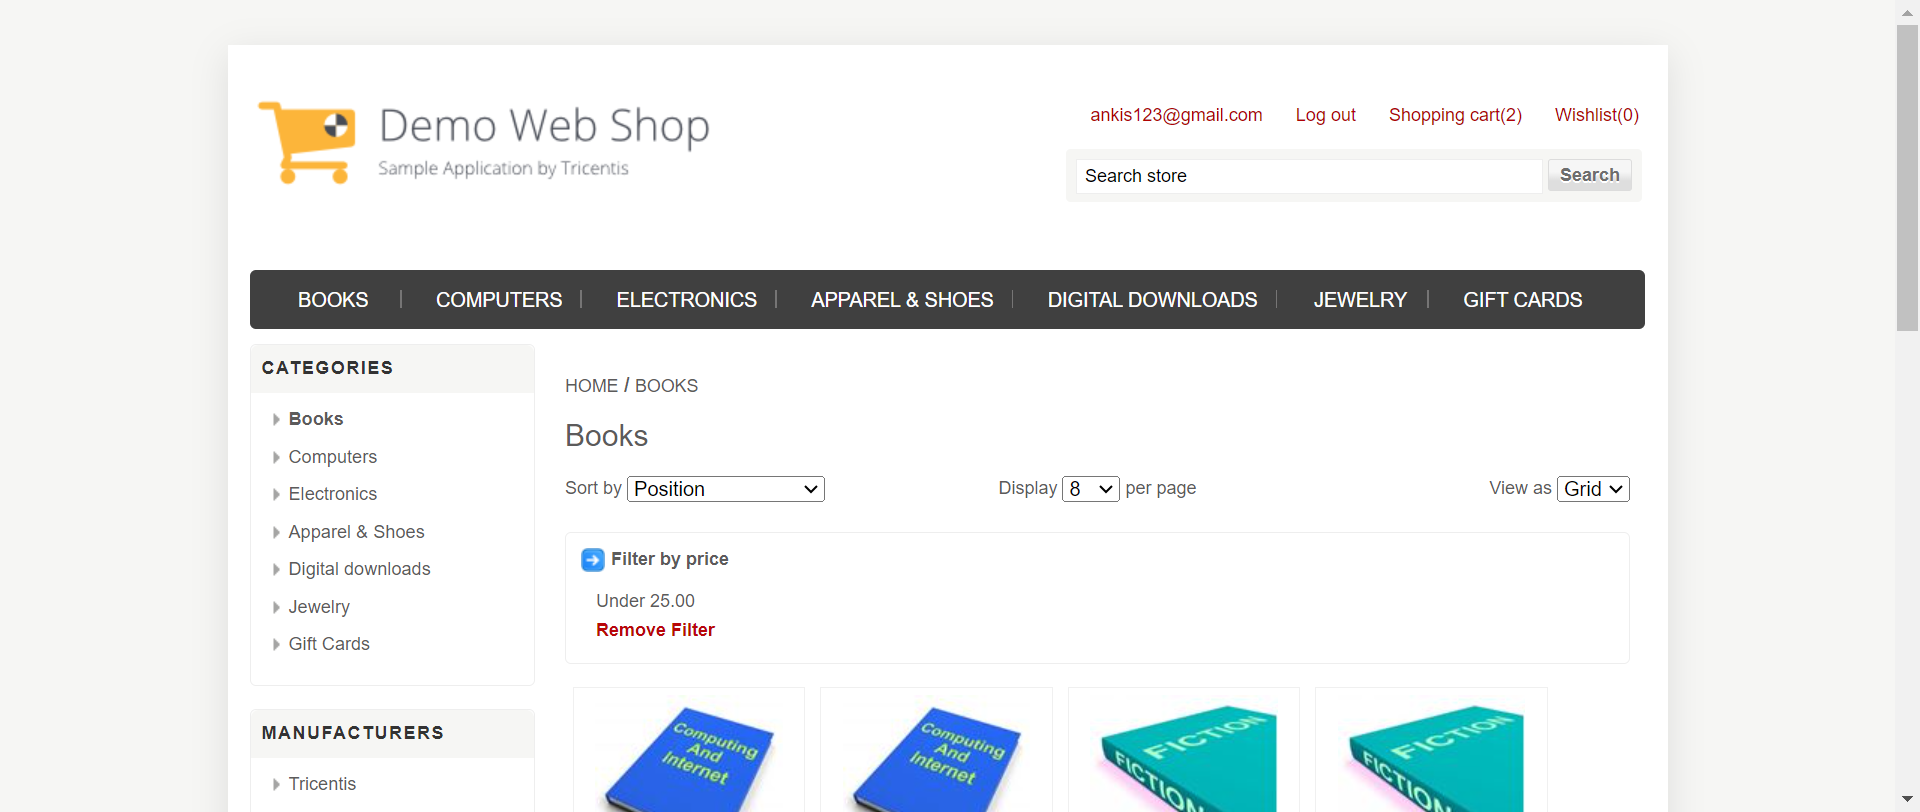 Demo Web Shop
Sample Application by Tricentis
ankis123@gmail.com Log out Shopping cart(2) Wishlist(0)
Search store Search
BOOKS COMPUTERS ELECTRONICS APPAREL & SHOES DIGITAL DOWNLOADS JEWELRY GIFT CARDS
CATEGORIES
Books
Computers
Electronics
Apparel & Shoes
Digital downloads
Jewelry
Gift Cards
MANUFACTURERS
Tricentis
HOME / BOOKS
Books
Sort by Position Display 8 per page View as Grid
Filter by price
Under 25.00
Remove Filter
Computing
And
Internet
Computing
And
Internet
FICTION
FICTION
FICTION
FICTION